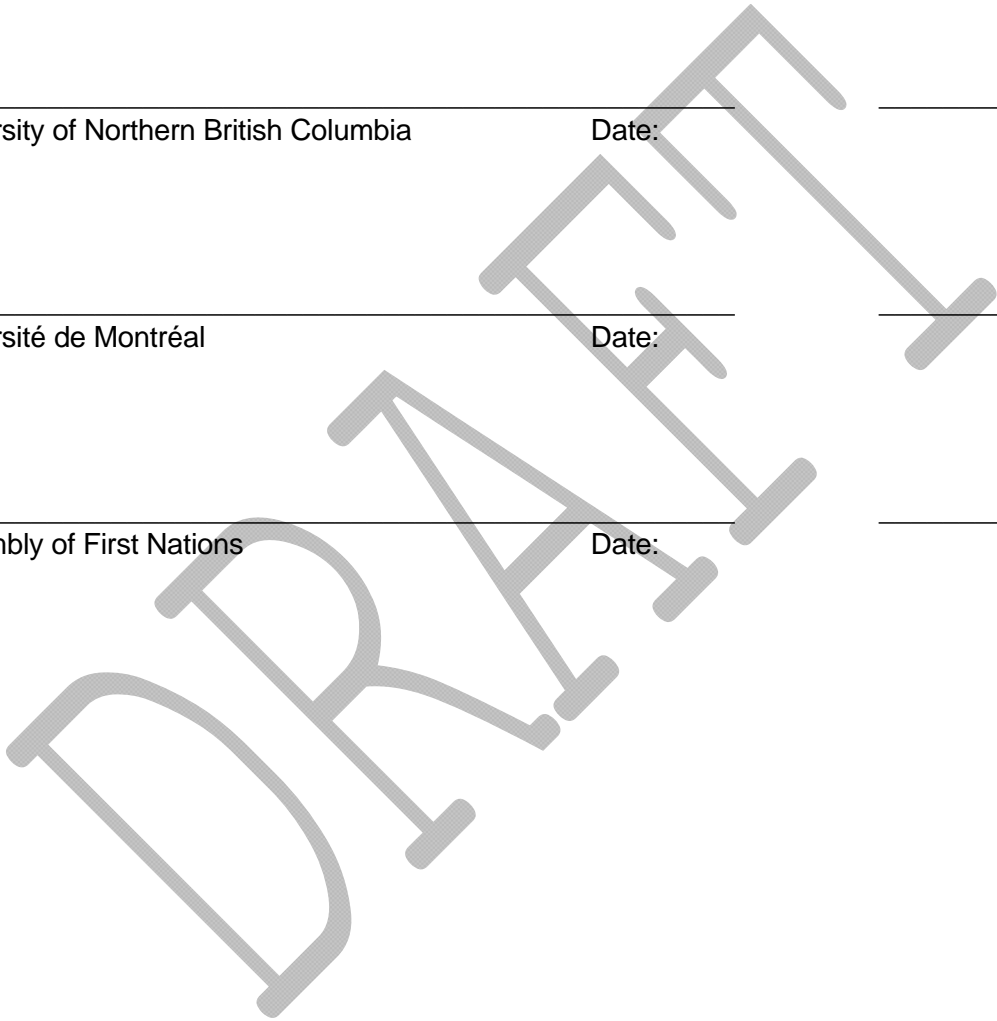 rsity of Northern British Columbia Date:
rsité de Montréal Date:
mbly of First Nations Date:
DRAFT